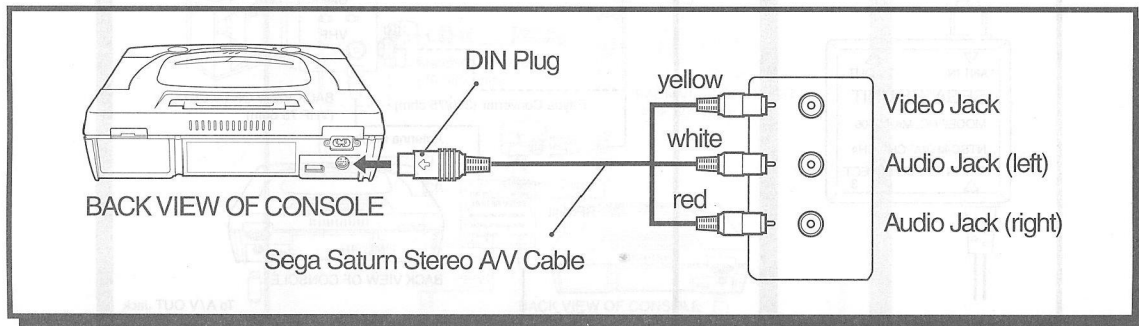 DIN Plug
yellow
Video Jack
white
Audio Jack (left)
BACK VIEW OF CONSOLE
red
Audio Jack (right)
Sega Saturn Stereo A/V Cable